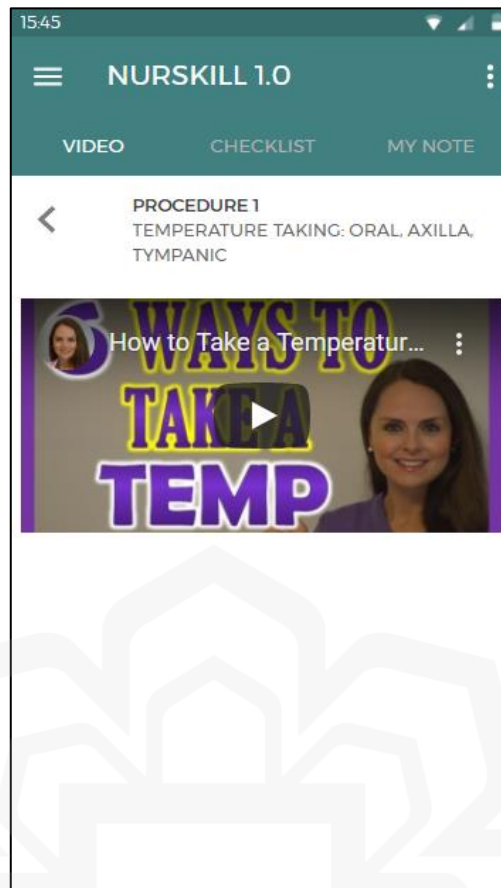 15:45
NURSKILL 1.0
VIDEO CHECKLIST MY NOTE
PROCEDURE 1
TEMPERATURE TAKING: ORAL, AXILLA,
TYMPANIC
How to Take a Temperatur...
6 WAYS TO
TAKE A
TEMP